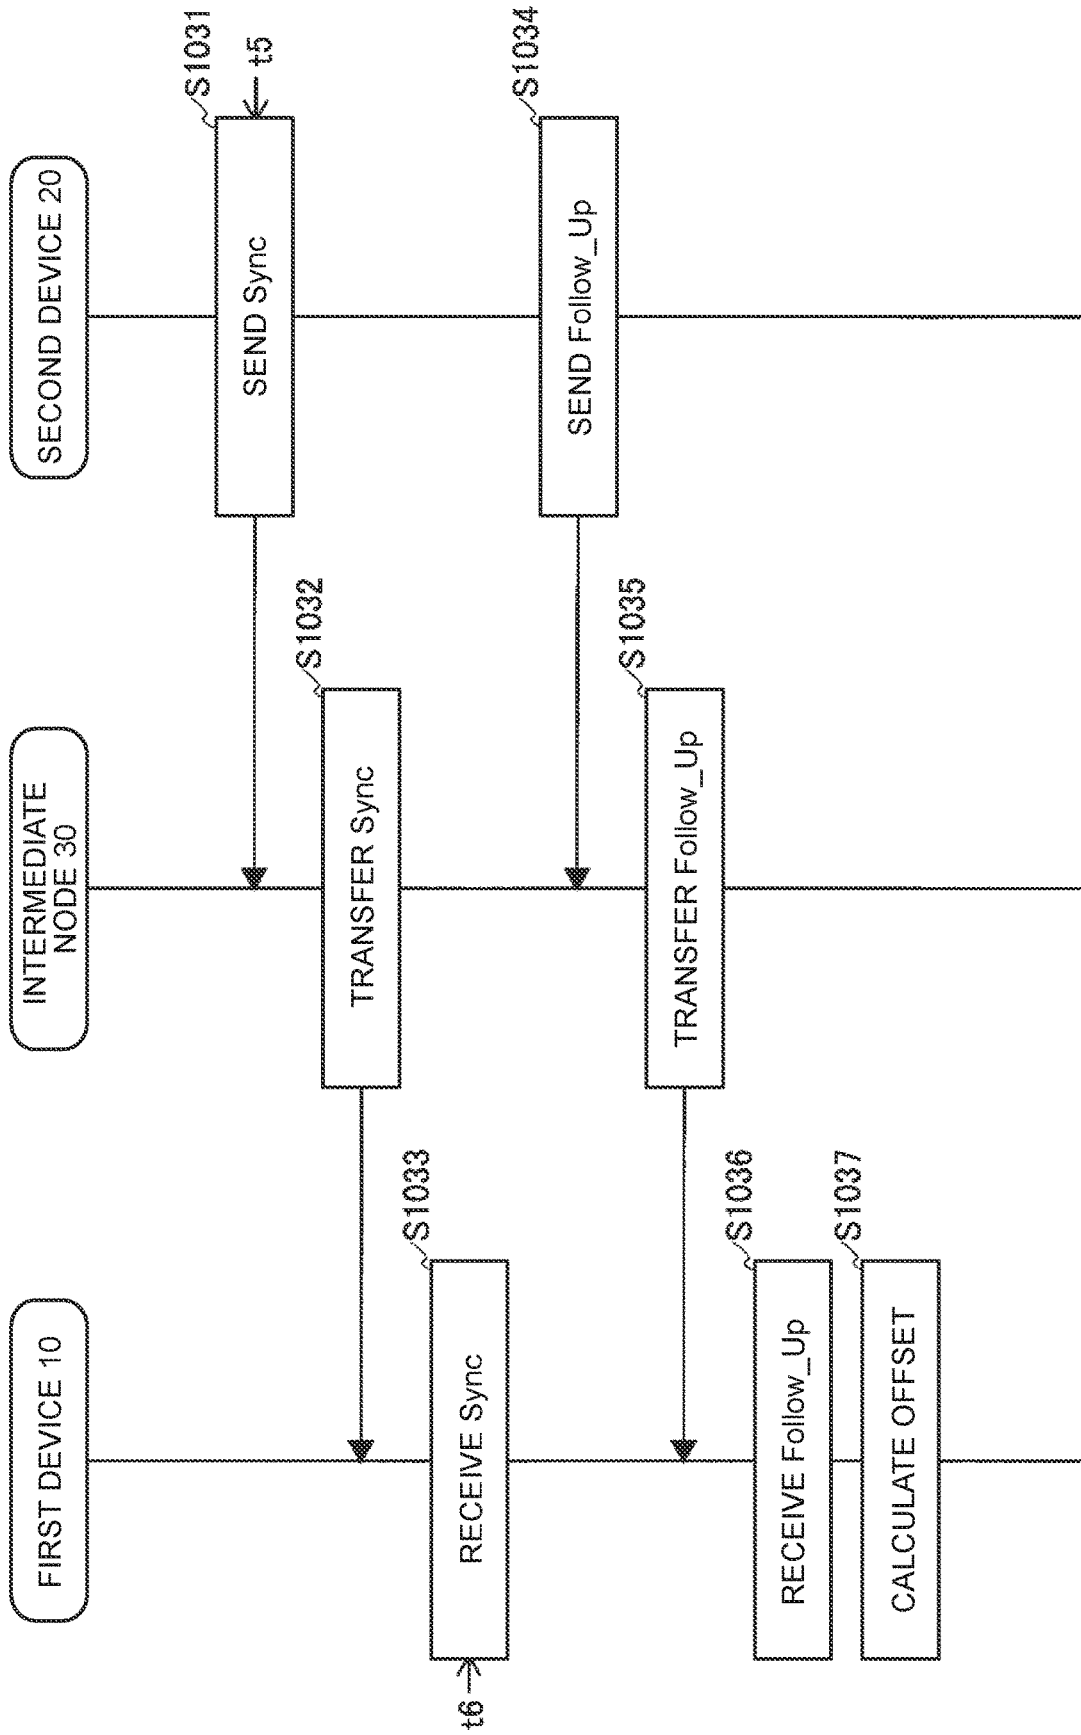 FIRST DEVICE 10
INTERMEDIATE
NODE 30
SECOND DEVICE 20
S1031
SEND Sync
t5
S1032
TRANSFER Sync
S1033
RECEIVE Sync
t6
S1034
SEND Follow_Up
S1035
TRANSFER Follow_Up
S1036
RECEIVE Follow_Up
S1037
CALCULATE OFFSET